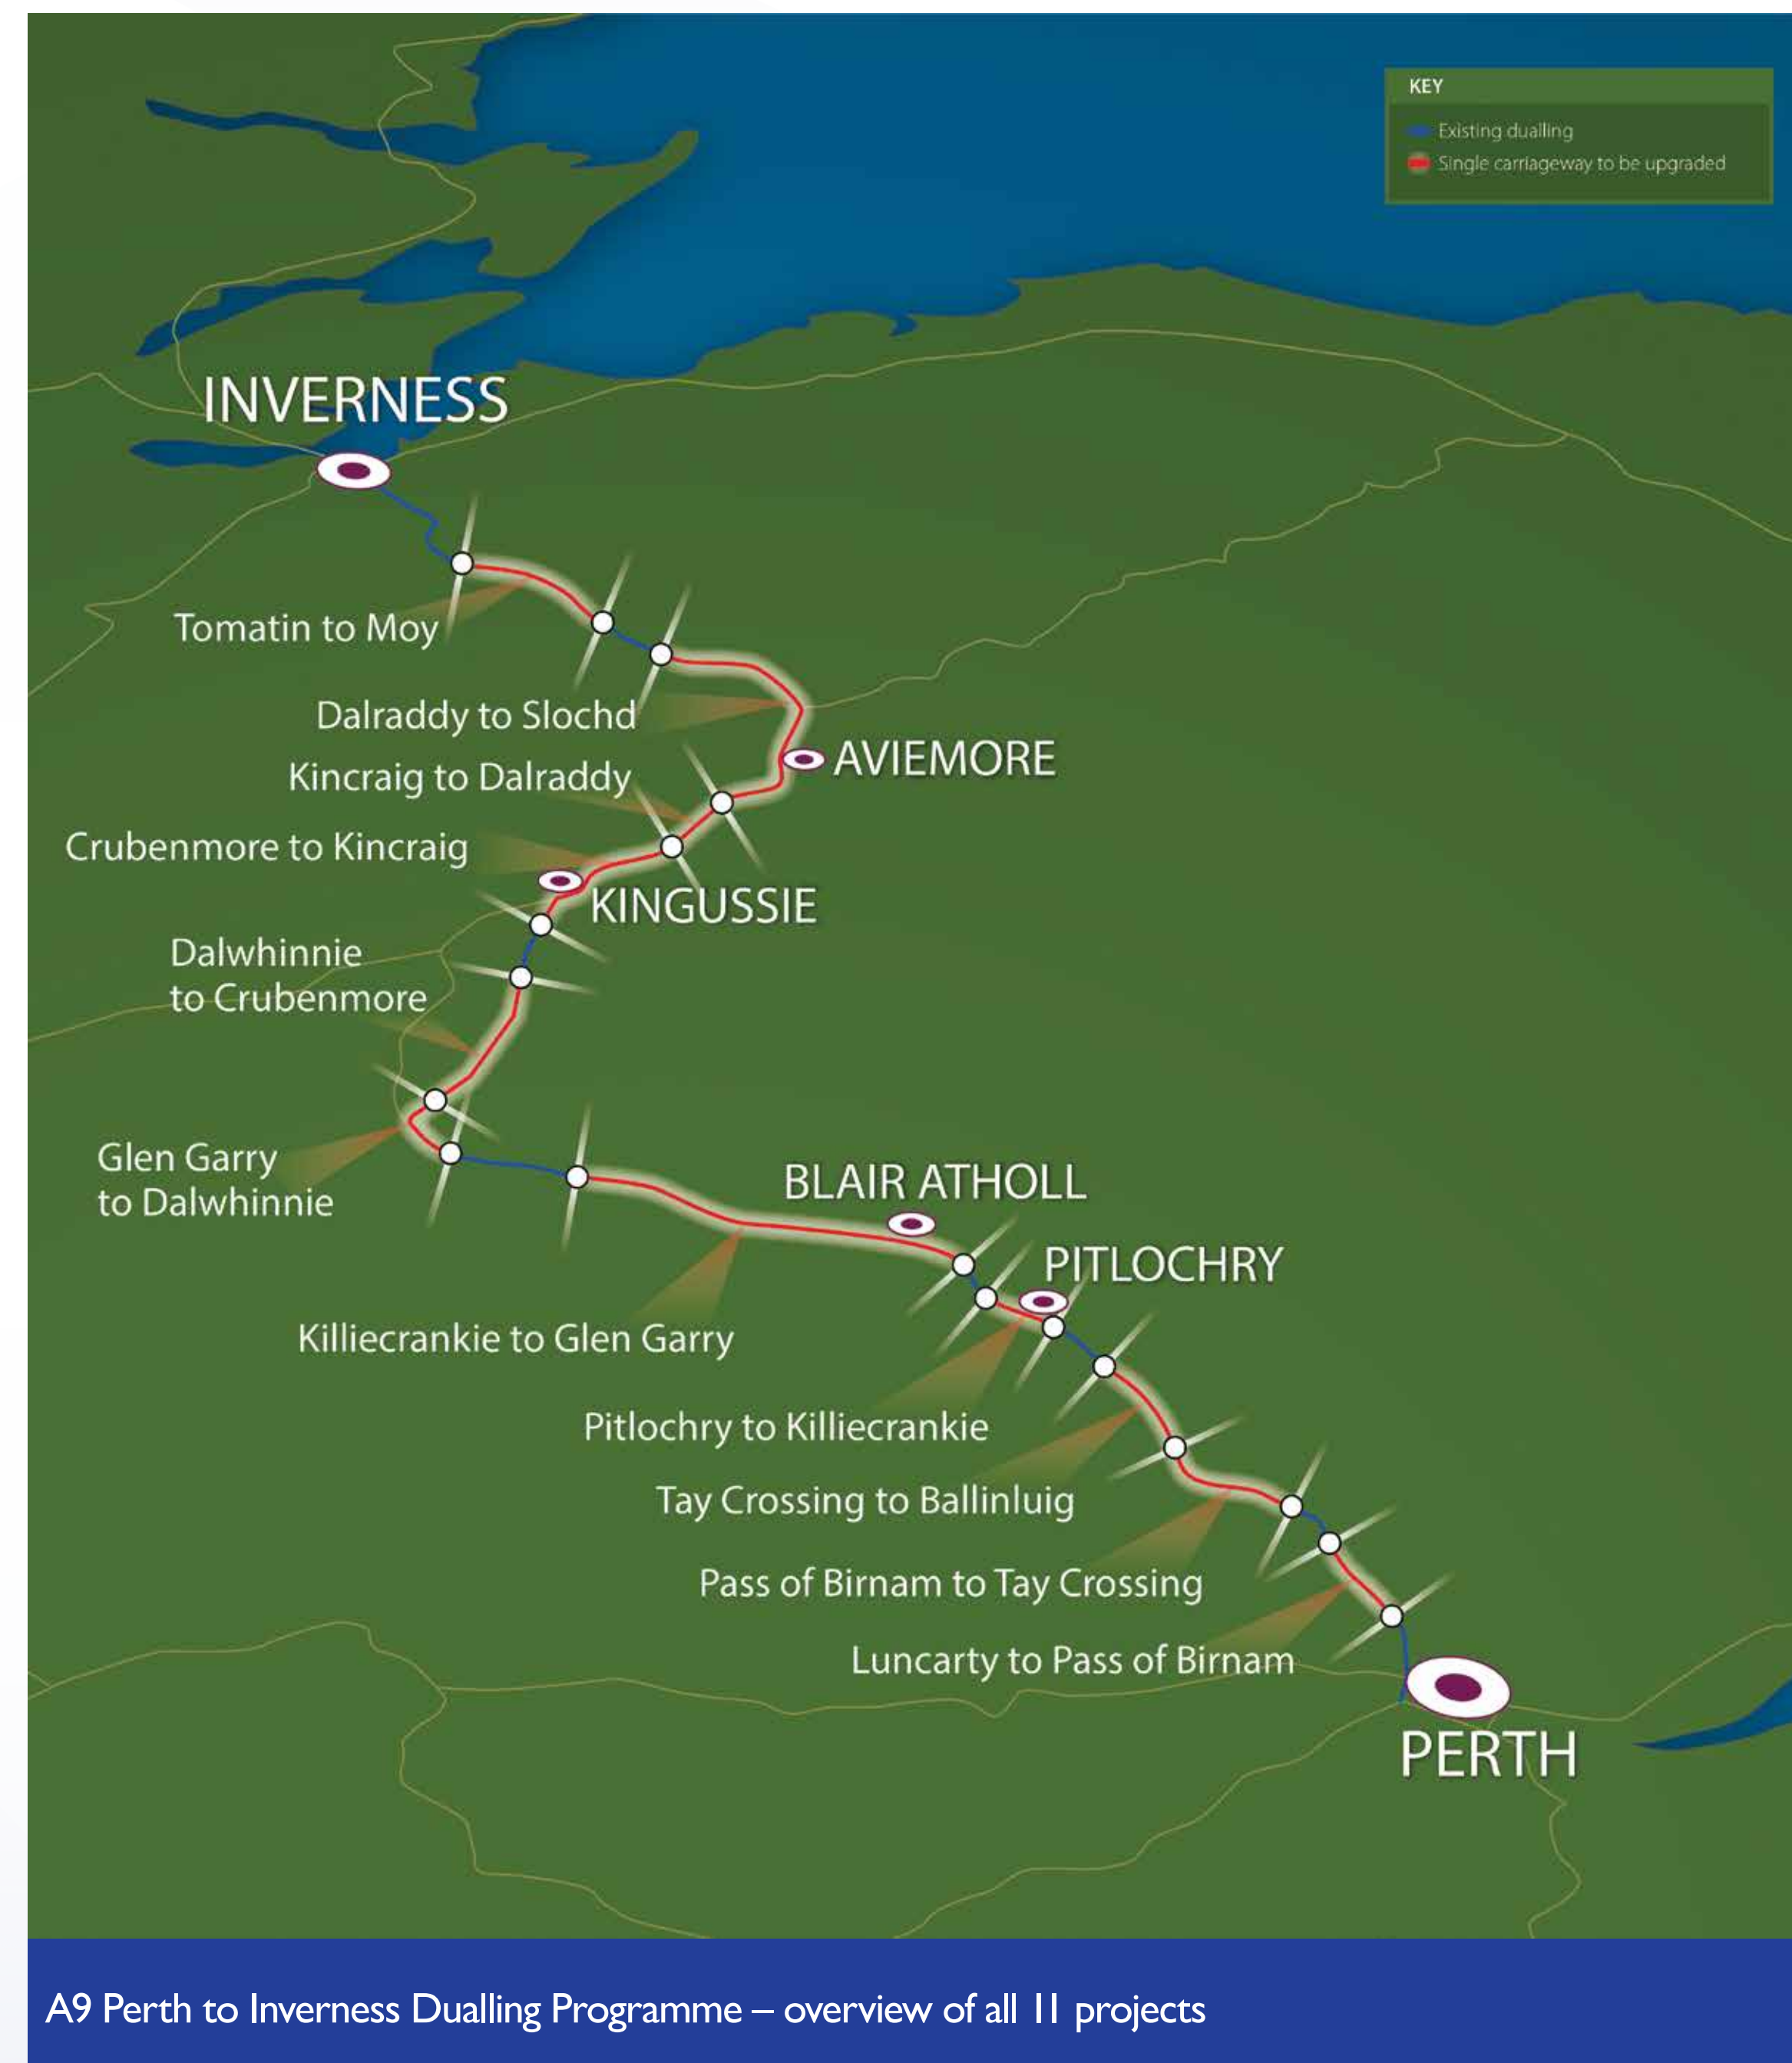 KEY
Existing dualling
Single carriageway to be upgraded
INVERNESS
Tomatin to Moy
Dalraddy to Slochd
AVIEMORE
Kincraig to Dalraddy
Crubenmore to Kincraig
KINGUSSIE
Dalwhinnie
to Crubenmore
Glen Garry
to Dalwhinnie
BLAIR ATHOLL
PITLOCHRY
Killiecrankie to Glen Garry
Pitlochry to Killiecrankie
Tay Crossing to Ballinluig
Pass of Birnam to Tay Crossing
Luncarty to Pass of Birnam
PERTH
A9 Perth to Inverness Dualling Programme – overview of all 11 projects